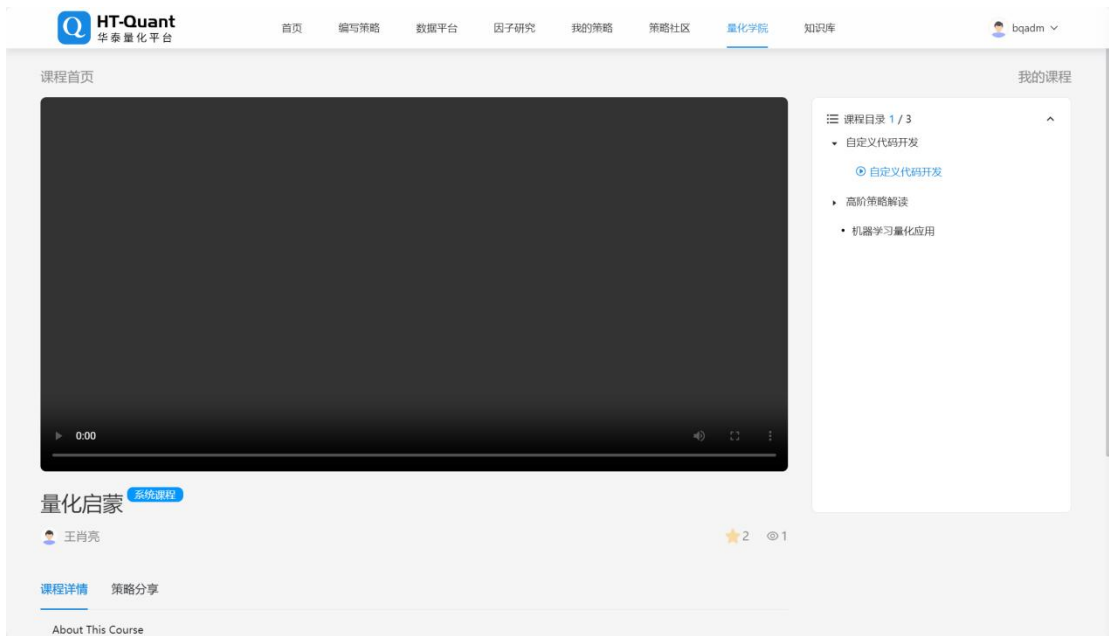 HT-Quant
华泰量化平台
首页 编写策略 数据平台 因子研究 我的策略 策略社区 量化学院 知识库 bqadm
课程首页 我的课程
课程目录 1 / 3
自定义代码开发
自定义代码开发
高阶策略解读
机器学习量化应用
0:00
量化启蒙 系统课程
王肖亮 2 1
课程详情 策略分享
About This Course